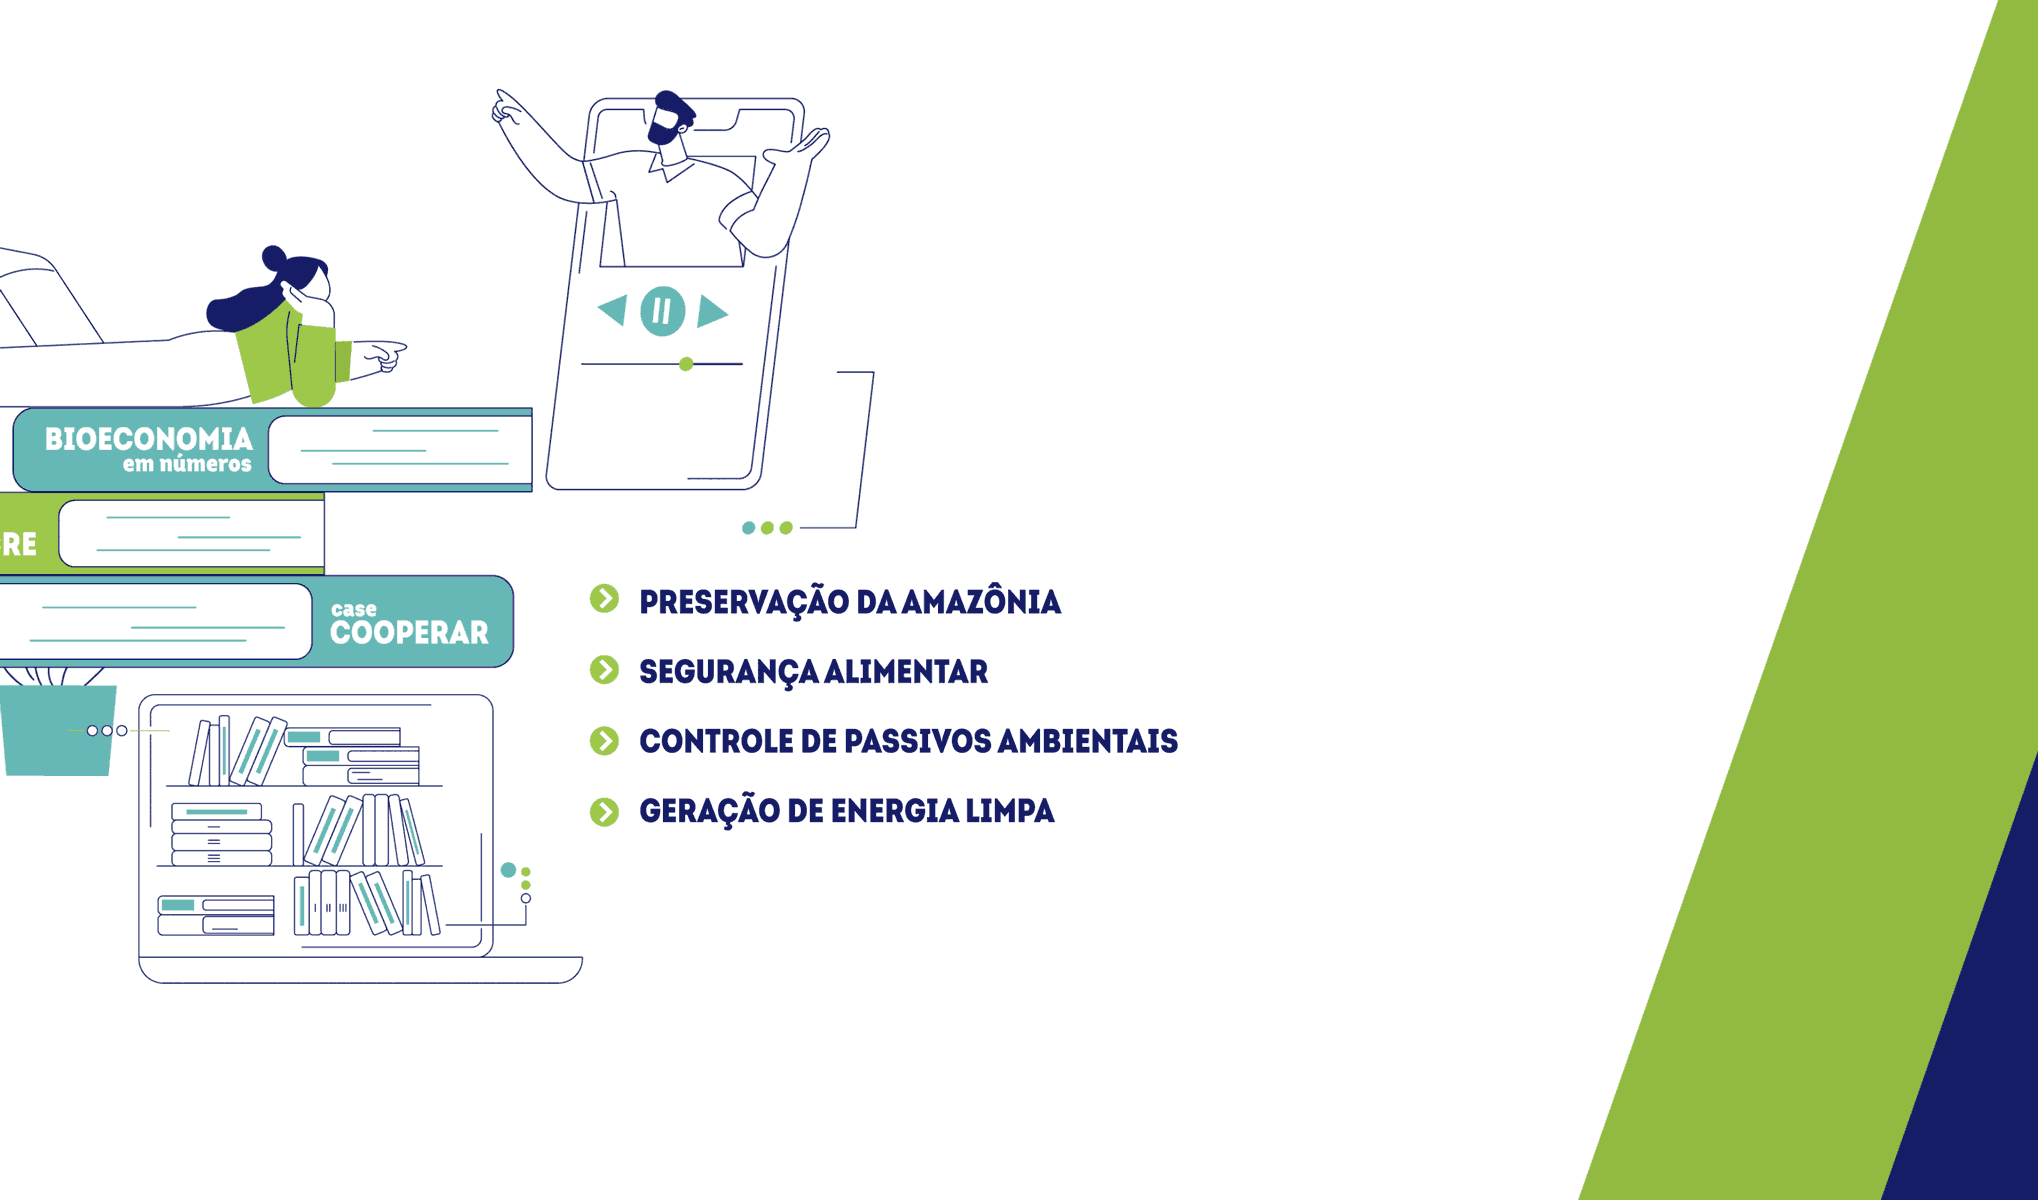 BIOECONOMIA
em números
RE
case
COOPERAR
PRESERVAÇÃO DA AMAZÔNIA
SEGURANÇA ALIMENTAR
CONTROLE DE PASSIVOS AMBIENTAIS
GERAÇÃO DE ENERGIA LIMPA